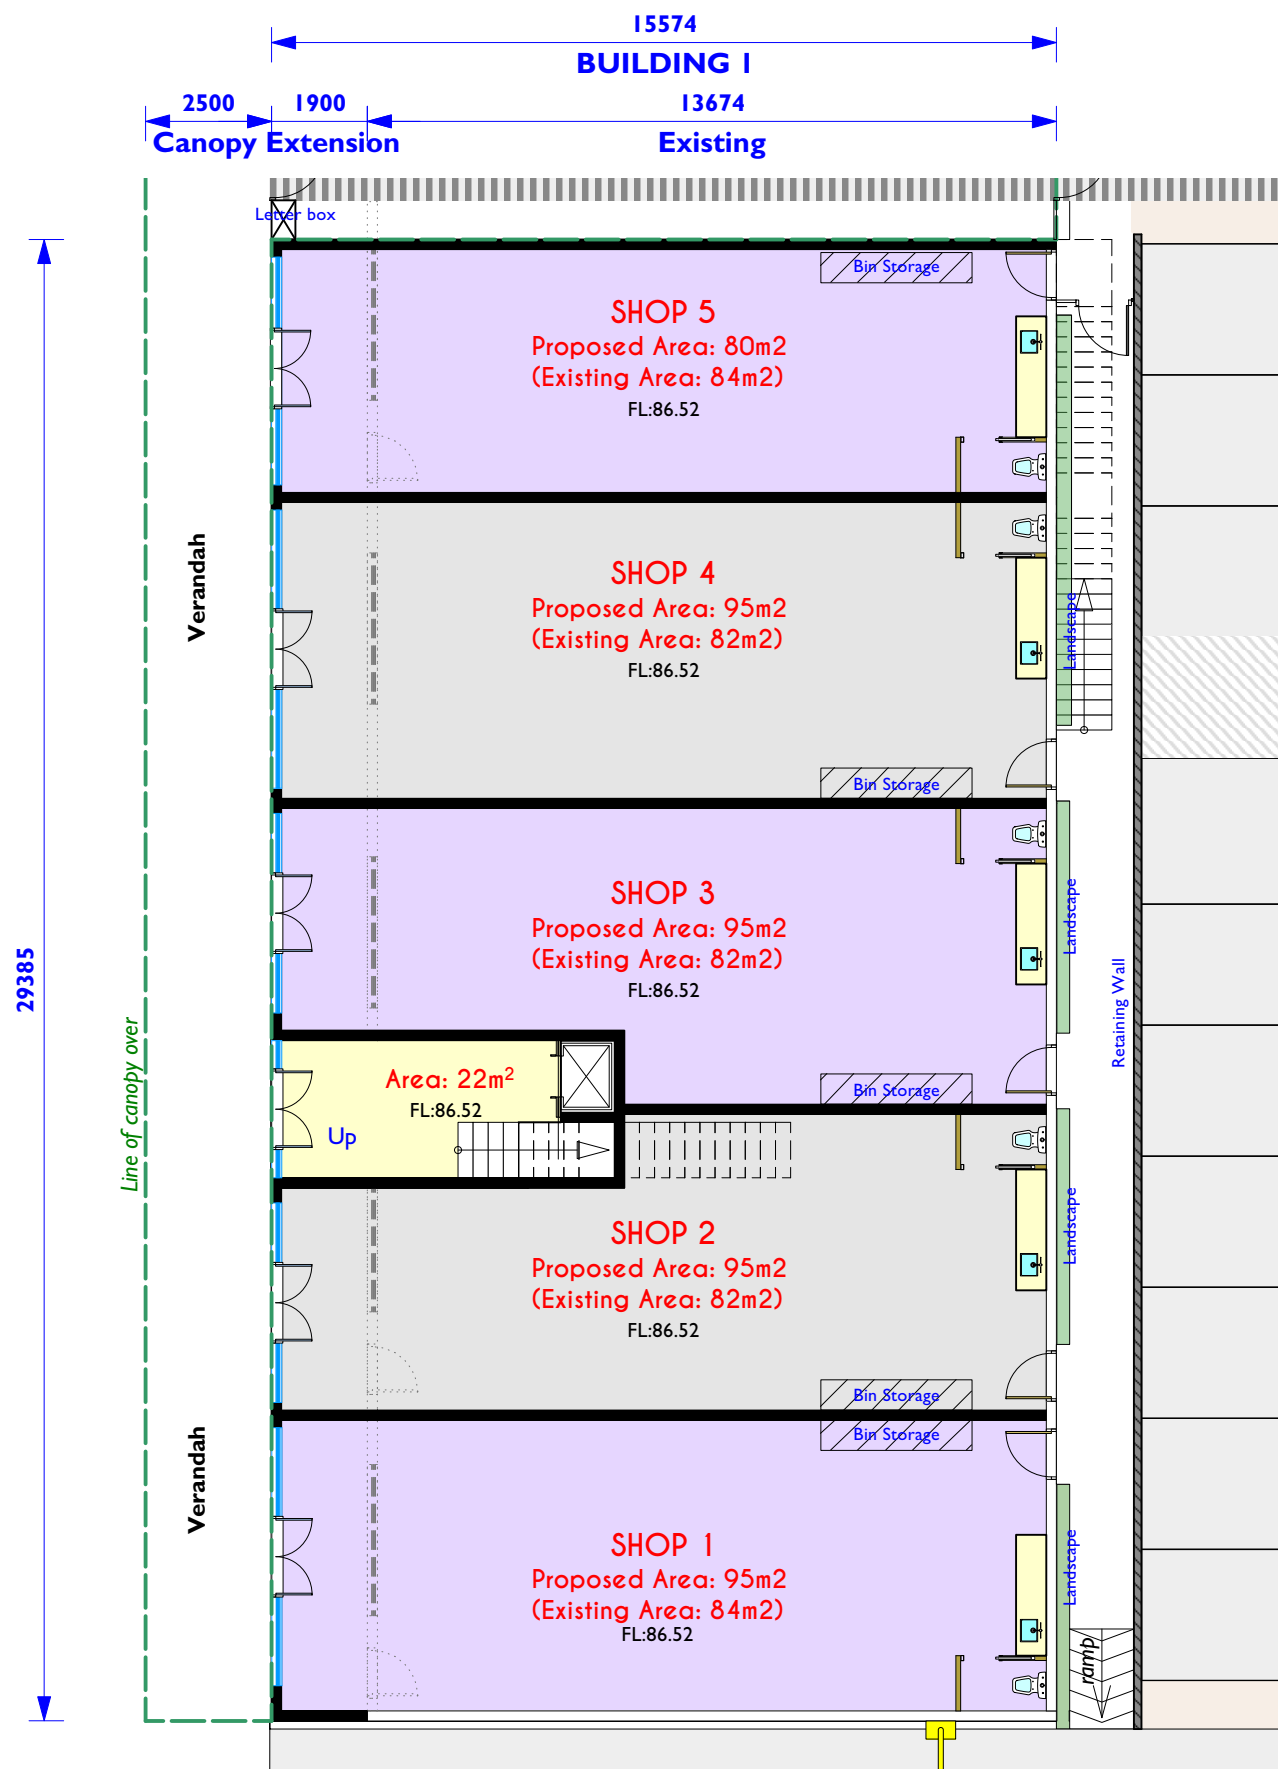 15574
BUILDING 1
2500
1900
13674
Canopy Extension
Existing
Letter box
Bin Storage
SHOP 5
Proposed Area: 80m2
(Existing Area: 84m2)
FL:86.52
Verandah
SHOP 4
Proposed Area: 95m2
(Existing Area: 82m2)
FL:86.52
Landscape
Bin Storage
SHOP 3
Proposed Area: 95m2
(Existing Area: 82m2)
FL:86.52
Landscape
29385
Retaining Wall
Line of canopy over
Area: 22m²
FL:86.52
Up
Bin Storage
SHOP 2
Proposed Area: 95m2
(Existing Area: 82m2)
FL:86.52
Landscape
Bin Storage
Bin Storage
Verandah
SHOP 1
Proposed Area: 95m2
(Existing Area: 84m2)
FL:86.52
Landscape
ramp